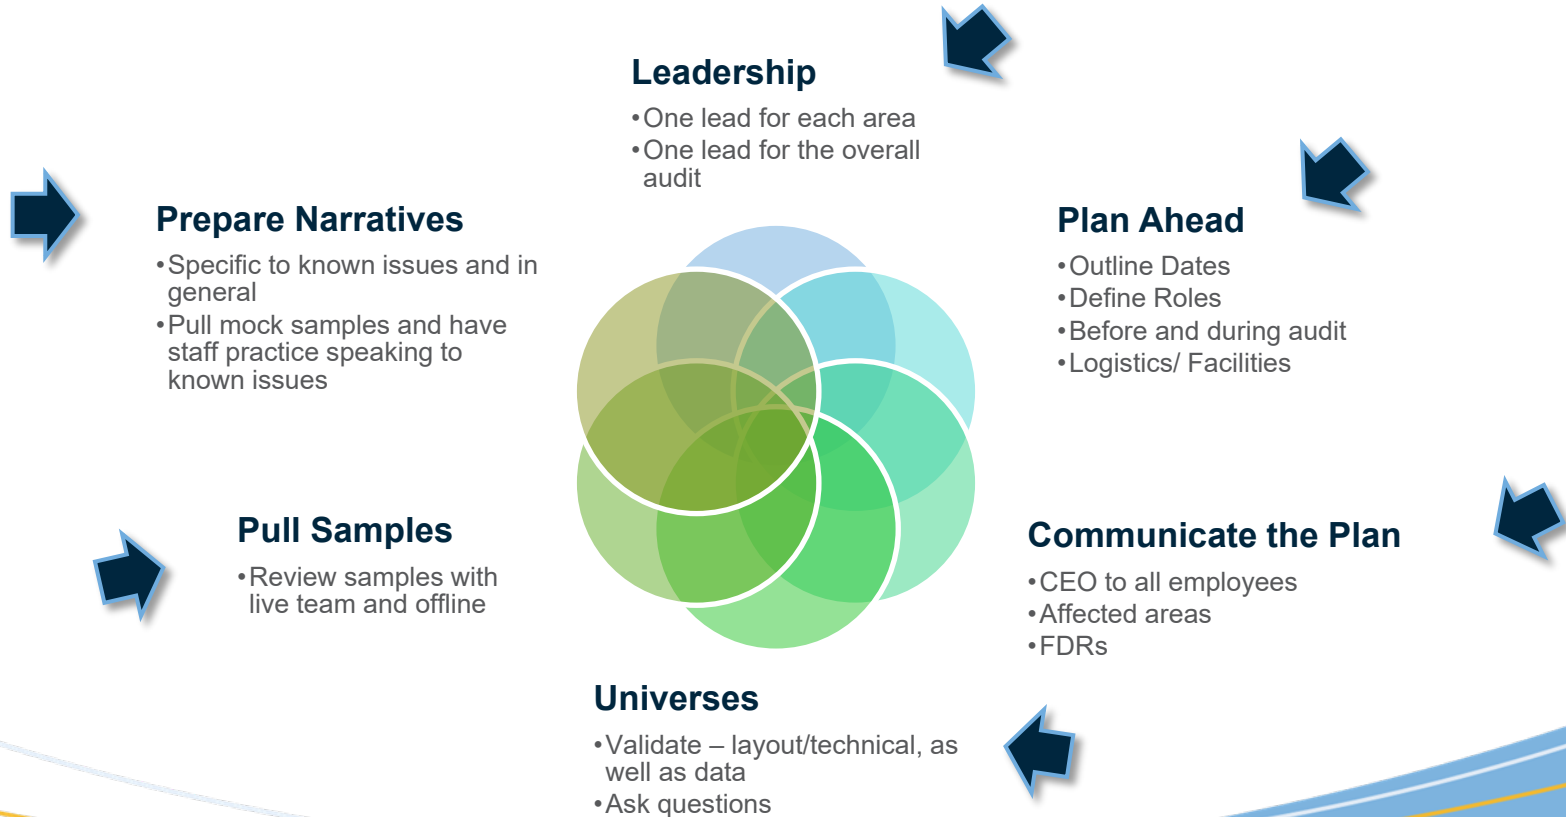 Leadership
•One lead for each area
•One lead for the overall
audit
Plan Ahead
•Outline Dates
•Define Roles
•Before and during audit
•Logistics/ Facilities
Communicate the Plan
•CEO to all employees
•Affected areas
•FDRs
Universes
•Validate – layout/technical, as
well as data
•Ask questions
Pull Samples
•Review samples with
live team and offline
Prepare Narratives
•Specific to known issues and in
general
•Pull mock samples and have
staff practice speaking to
known issues